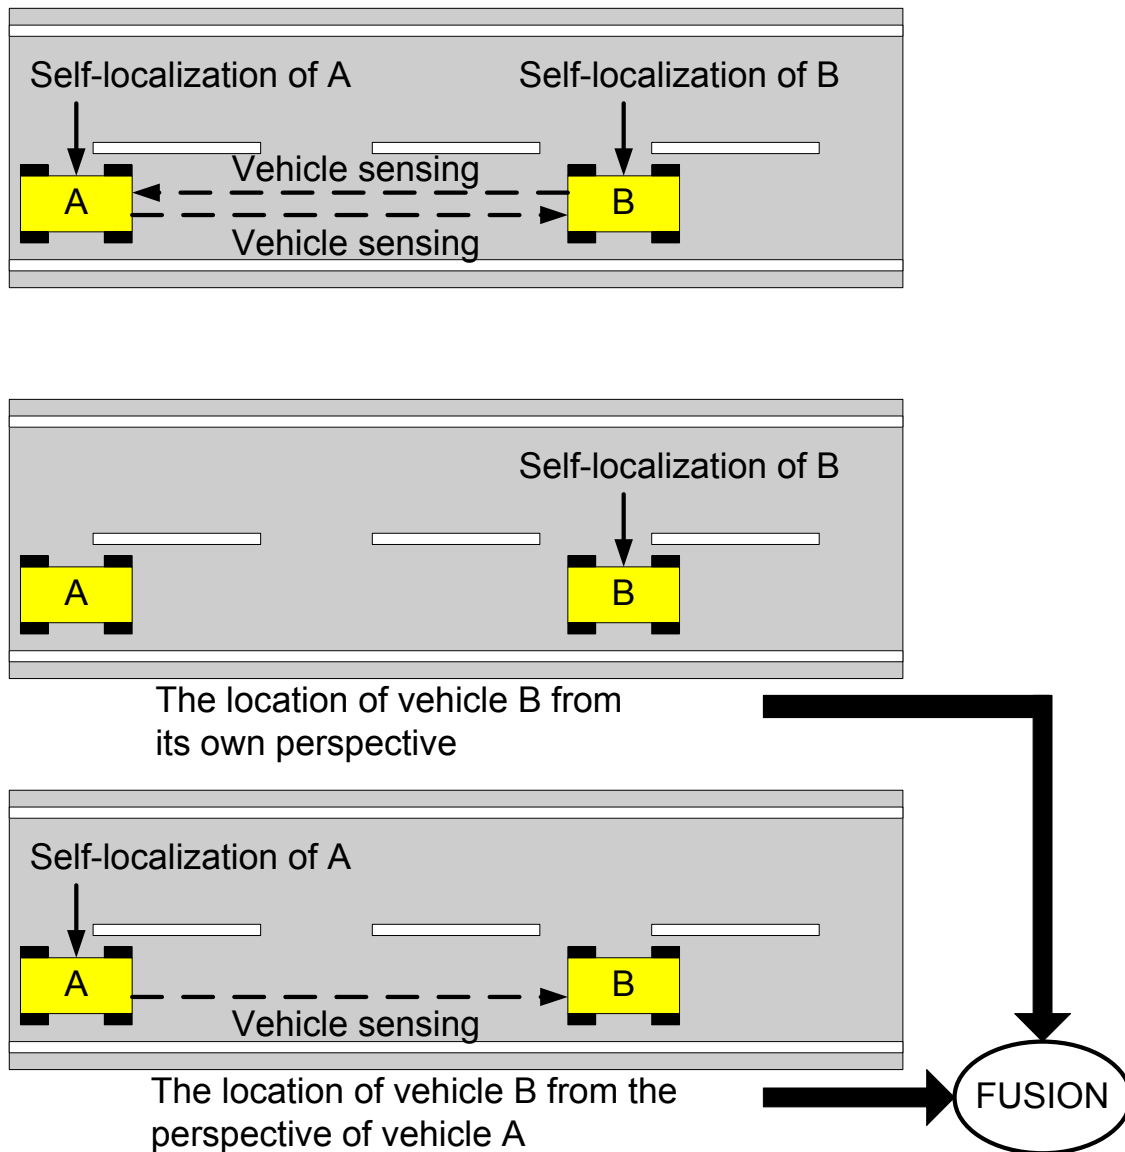 Self-localization of A
Self-localization of B
Vehicle sensing
A
B
Vehicle sensing
Self-localization of B
A
B
The location of vehicle B from
its own perspective
Self-localization of A
A
B
Vehicle sensing
The location of vehicle B from the
perspective of vehicle A
FUSION